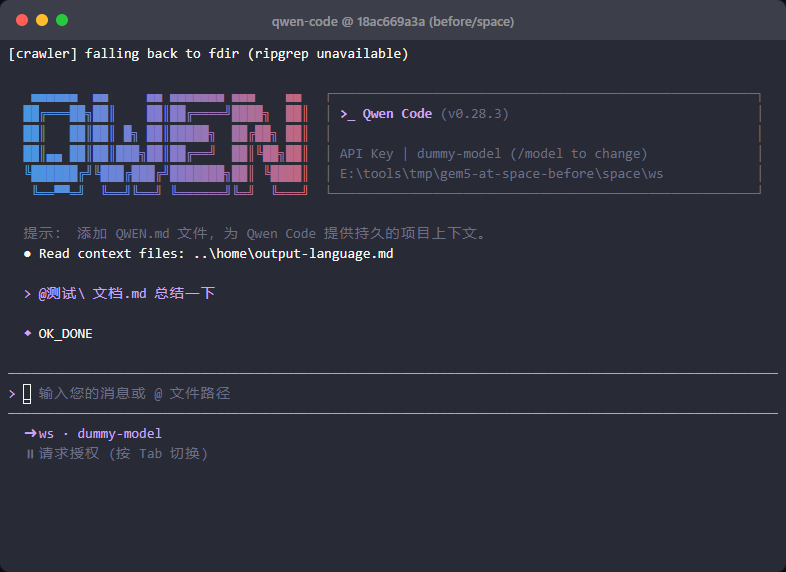 qwen-code @ 18ac669a3a (before/space)
[crawler] falling back to fdir (ripgrep unavailable)
QWEN
>_ Qwen Code (v0.28.3)
API Key | dummy-model (/model to change)
E:\tools\tmp\gem5-at-space-before\space\ws
提示: 添加 QWEN.md 文件，为 Qwen Code 提供持久的项目上下文。
● Read context files: ..\home\output-language.md
> @测试\ 文档.md 总结一下
◆ OK_DONE
> 输入您的消息或 @ 文件路径
➜ws · dummy-model
⏸请求授权 (按 Tab 切换)